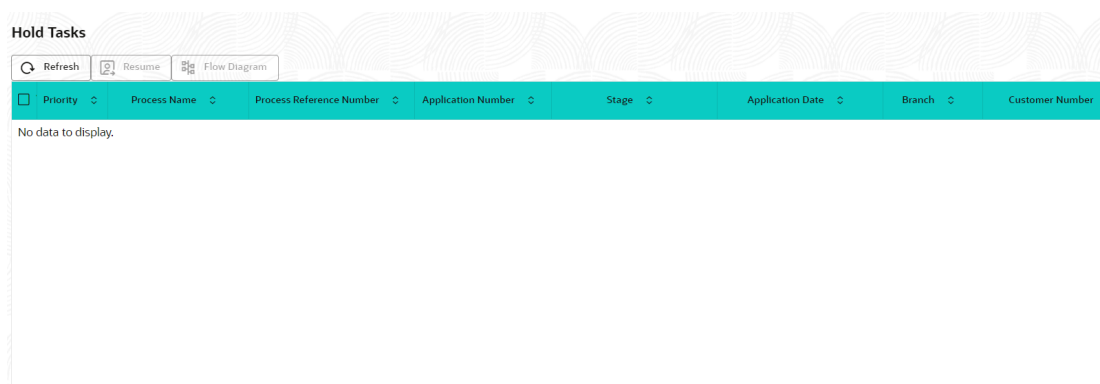 Hold Tasks
Refresh Resume Flow Diagram
Priority Process Name Process Reference Number Application Number Stage Application Date Branch Customer Number
No data to display.